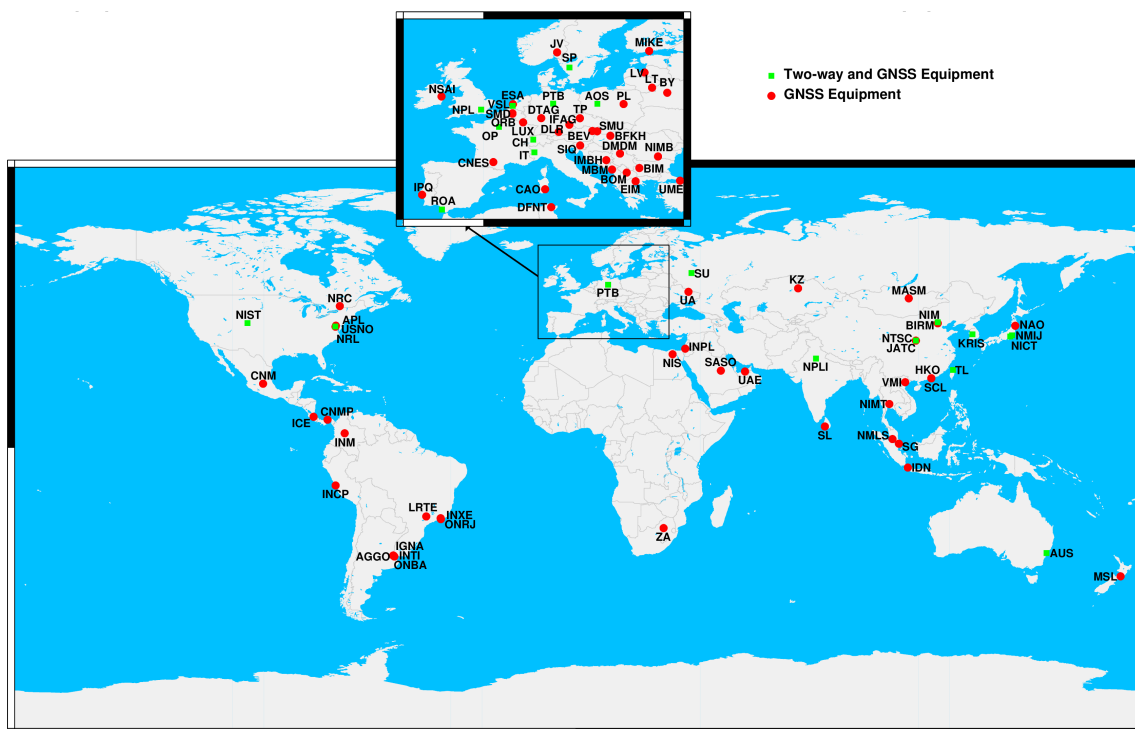 JV
MIKE
SP
LV
LT
BY
NSAI
ESA
VSL
PTB
AOS
PL
NPL
SMD
ORB
DTAG
TP
IFAG
OP
LUX
DLR
BEV
SMU
BFKH
CH
SIQ
DMDM
NIMB
IT
CNES
IMBH
MBM
BIM
IPQ
CAO
BOM
EIM
UME
ROA
DFNT
Two-way and GNSS Equipment
GNSS Equipment
SU
PTB
KZ
UA
MASM
NRC
NIST
APL
USNO
NRL
NIM
BIRM
NAO
NTSC
JATC
KRIS
NMIJ
NICT
INPL
NIS
SASO
UAE
NPLI
CNM
HKO
TL
VMI
SCL
NIMT
CNMP
ICE
INM
SL
NMLS
SG
IDN
INCP
LRTE
INXE
ONRJ
ZA
IGNA
AGGO
INTI
ONBA
AUS
MSL